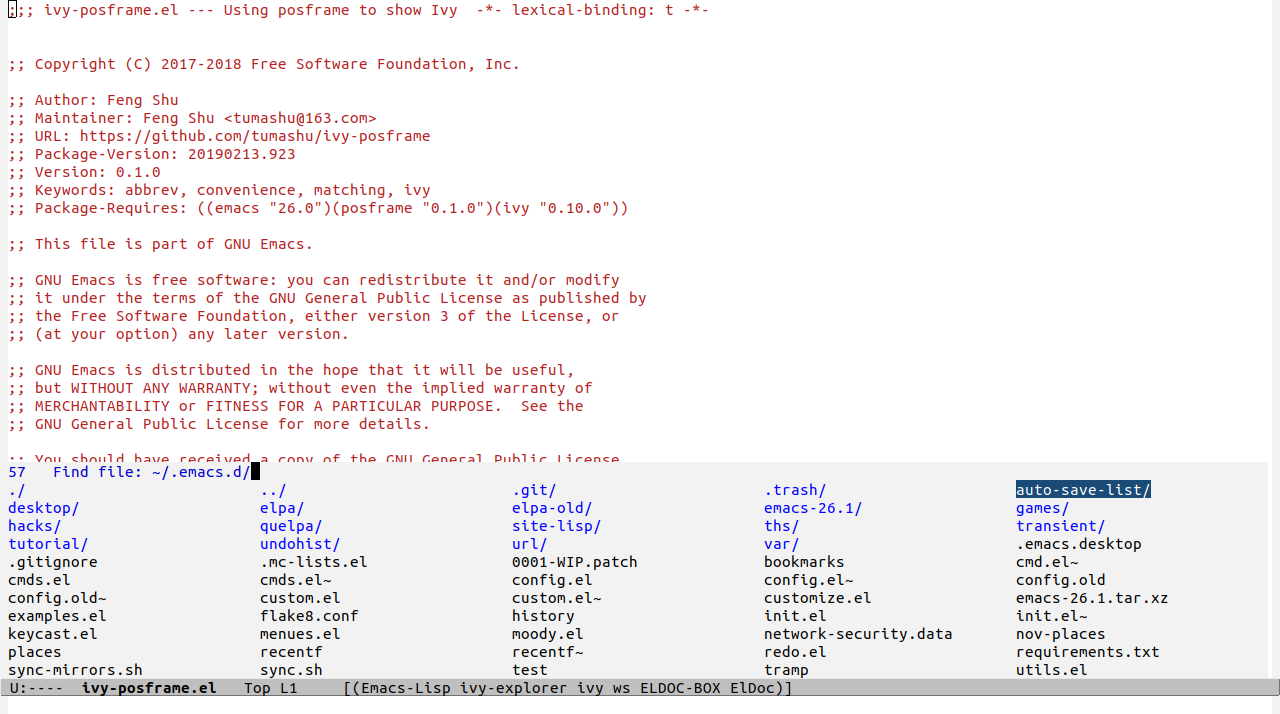 ;;; ivy-posframe.el --- Using posframe to show Ivy  -*- lexical-binding: t -*-
;; Copyright (C) 2017-2018 Free Software Foundation, Inc.
;; Author: Feng Shu
;; Maintainer: Feng Shu <tumashu@163.com>
;; URL: https://github.com/tumashu/ivy-posframe
;; Package-Version: 20190213.923
;; Version: 0.1.0
;; Keywords: abbrev, convenience, matching, ivy
;; Package-Requires: ((emacs "26.0")(posframe "0.1.0")(ivy "0.10.0"))
;; This file is part of GNU Emacs.
;; GNU Emacs is free software: you can redistribute it and/or modify
;; it under the terms of the GNU General Public License as published by
;; the Free Software Foundation, either version 3 of the License, or
;; (at your option) any later version.
;; GNU Emacs is distributed in the hope that it will be useful,
;; but WITHOUT ANY WARRANTY; without even the implied warranty of
;; MERCHANTABILITY or FITNESS FOR A PARTICULAR PURPOSE.  See the
;; GNU General Public License for more details.
;; You should have received a copy of the GNU General Public License
57   Find file: ~/.emacs.d/
./ ../ .git/ .trash/ auto-save-list/
desktop/ elpa/ elpa-old/ emacs-26.1/ games/
hacks/ quelpa/ site-lisp/ ths/ transient/
tutorial/ undohist/ url/ var/ .emacs.desktop
.gitignore .mc-lists.el 0001-WIP.patch bookmarks cmd.el~
cmds.el cmds.el~ config.el config.el~ config.old
config.old~ custom.el custom.el~ customize.el emacs-26.1.tar.xz
examples.el flake8.conf history init.el init.el~
keycast.el menues.el moody.el network-security.data nov-places
places recentf recentf~ redo.el requirements.txt
sync-mirrors.sh sync.sh test tramp utils.el
U:----  ivy-posframe.el   Top L1     [(Emacs-Lisp ivy-explorer ivy ws ELDOC-BOX ElDoc)]